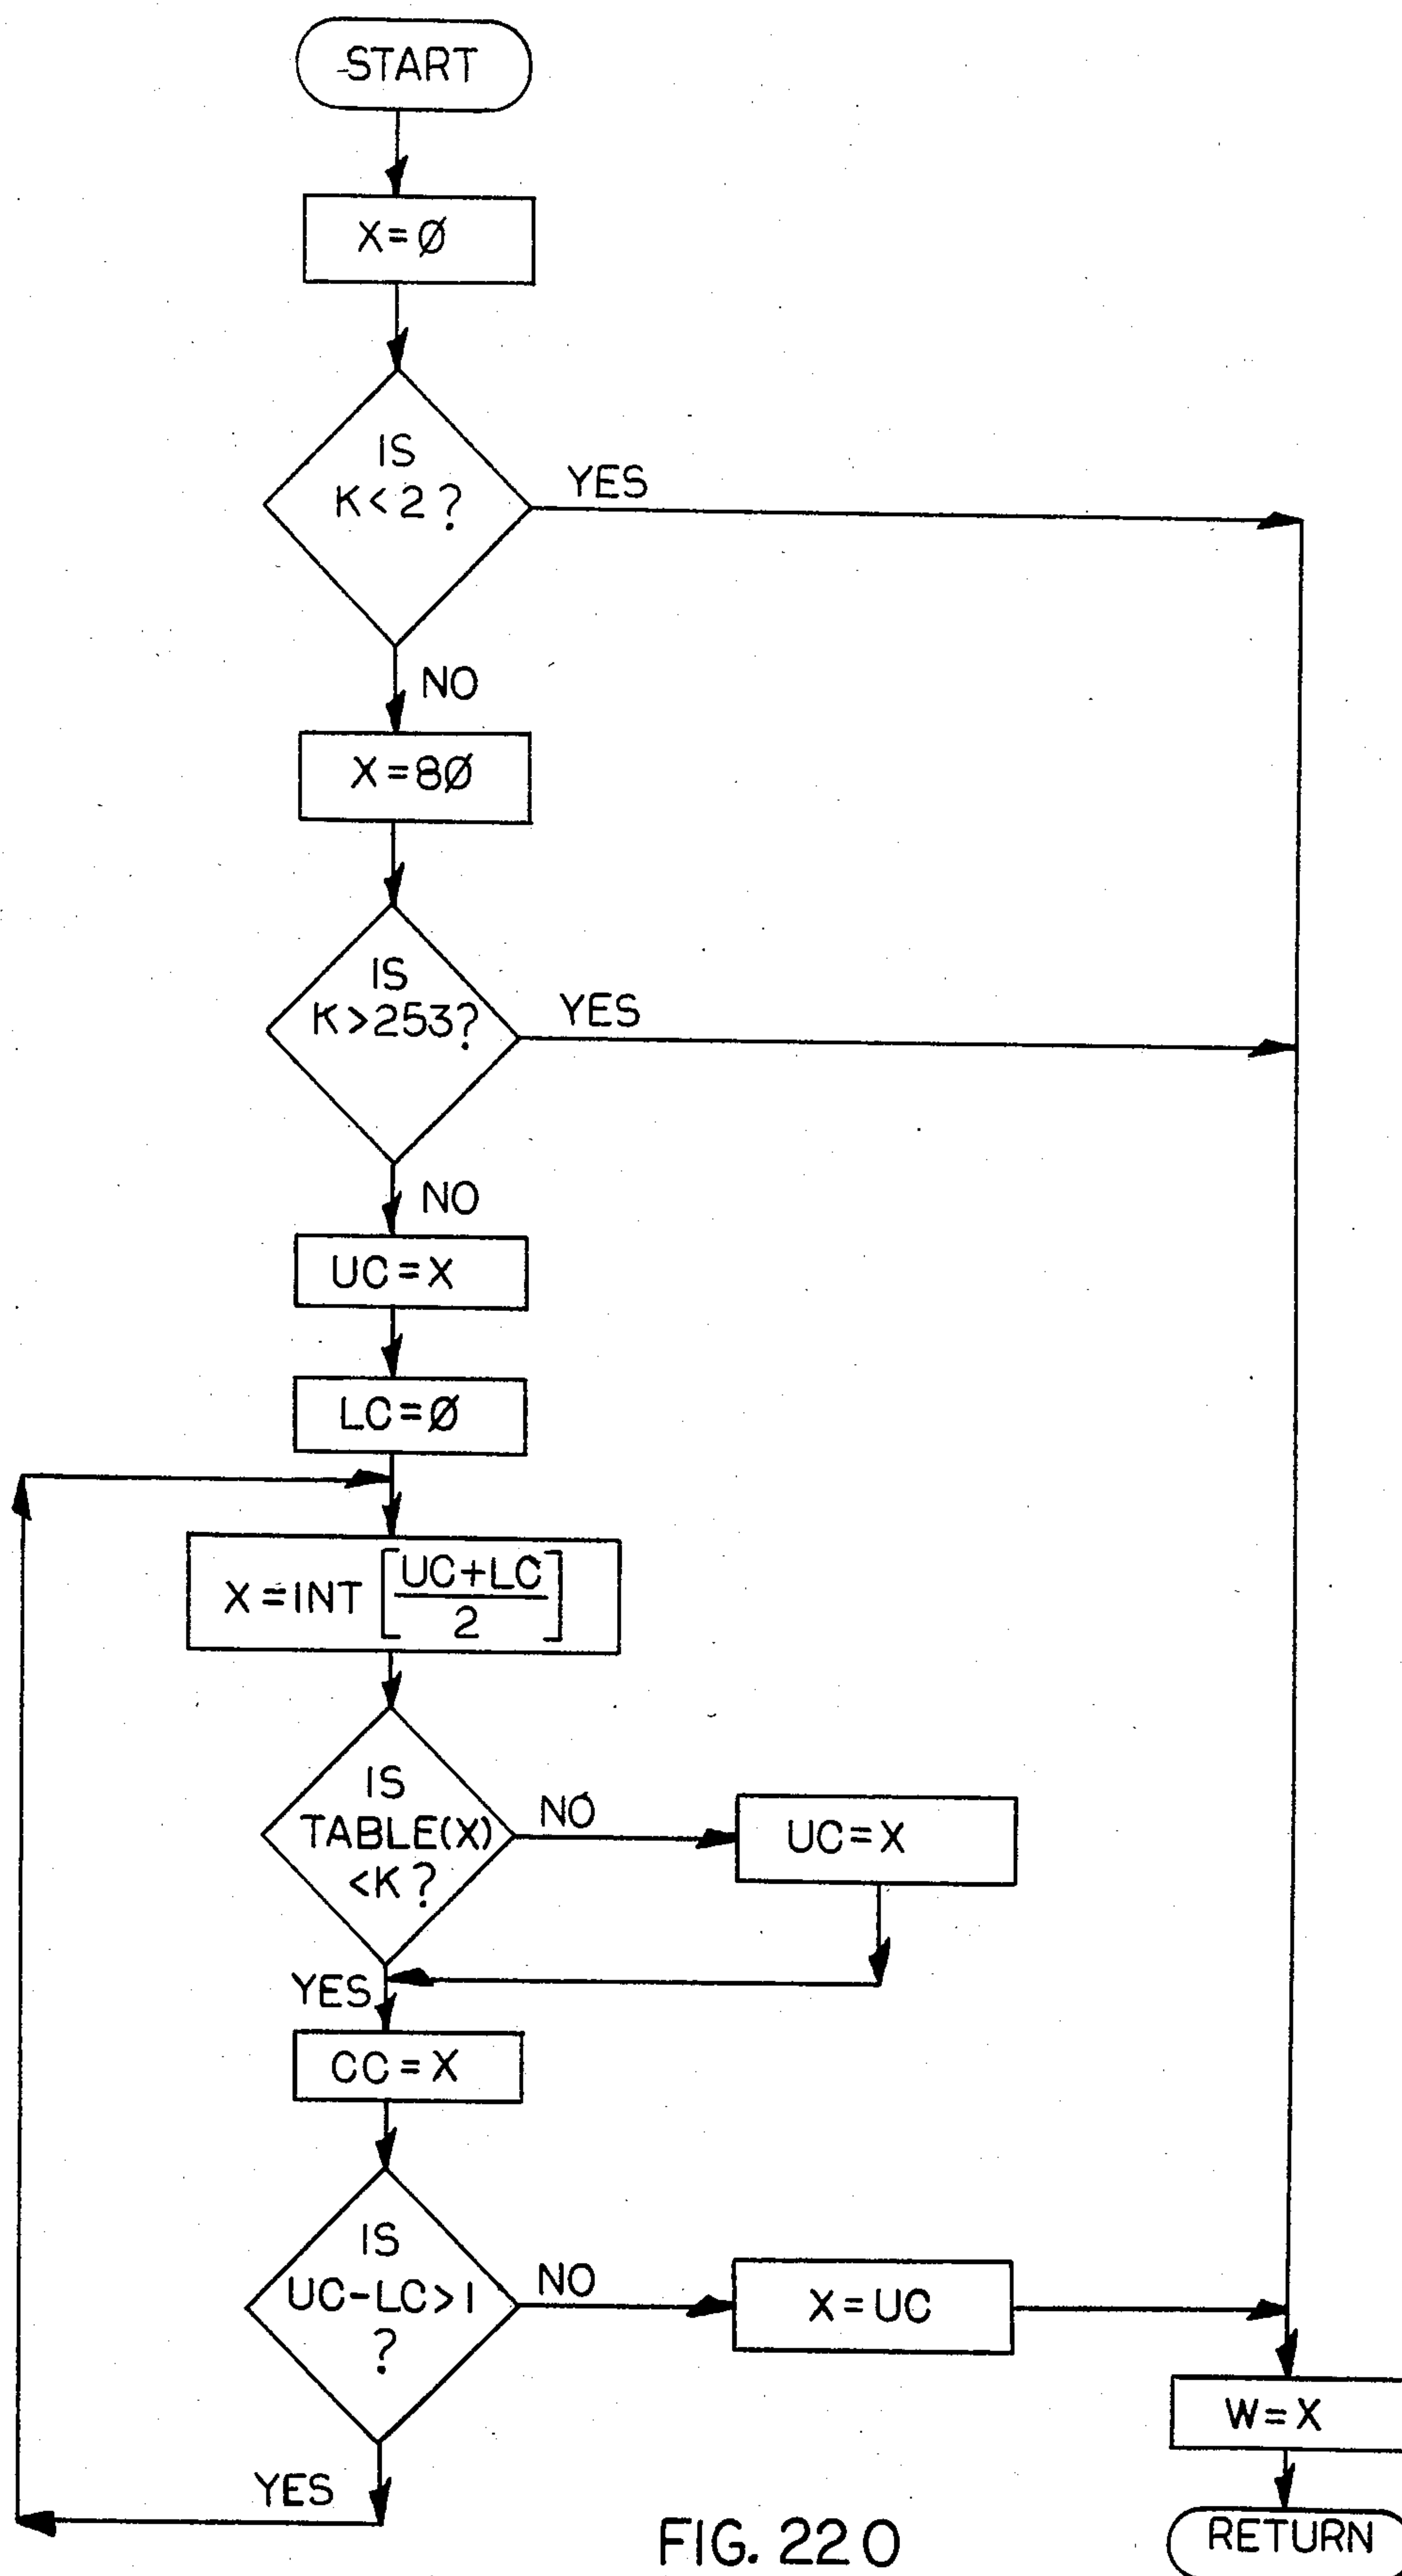 START
X=Ø
IS
K<2?
YES
NO
X=8Ø
IS
K>253?
YES
NO
UC=X
LC=Ø
X=INT [UC+LC
2]
IS
TABLE(X)
<K?
NO
UC=X
YES
CC=X
IS
UC-LC>1
?
NO
X=UC
W=X
YES
RETURN
FIG. 220